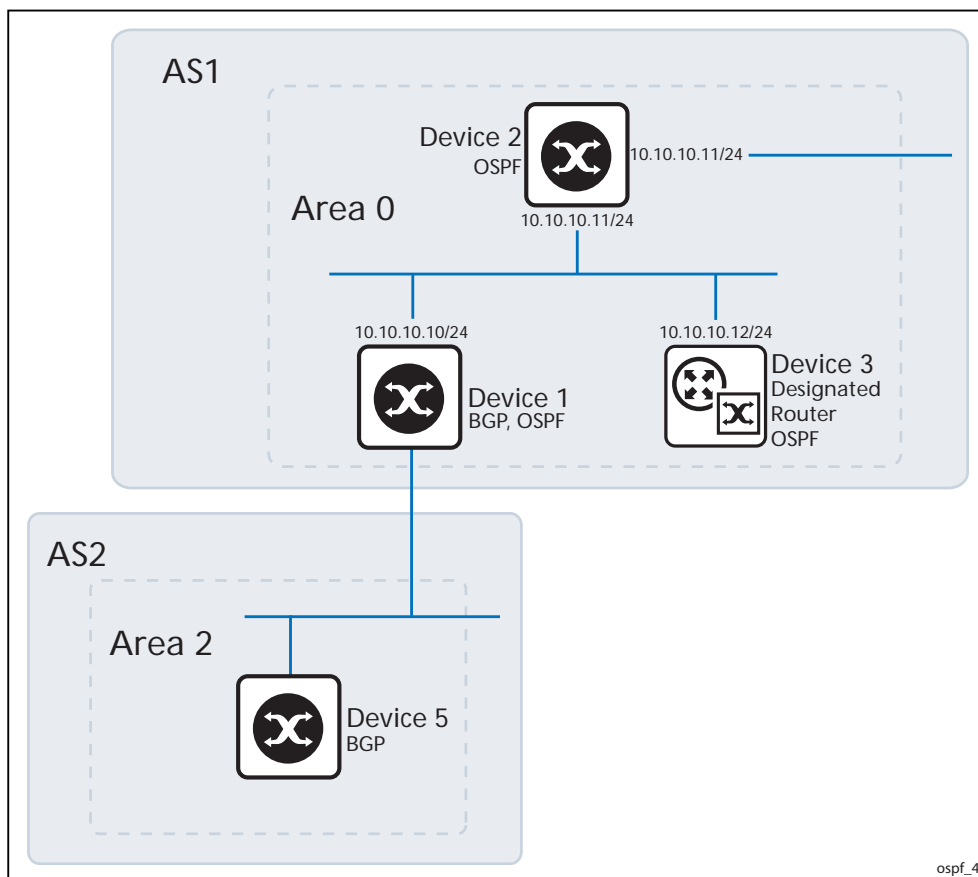 AS1
Device 2
OSPF
10.10.10.11/24
Area 0
10.10.10.11/24
10.10.10.10/24
10.10.10.12/24
Device 1
BGP, OSPF
Device 3
Designated
Router
OSPF
AS2
Area 2
Device 5
BGP
ospf_4